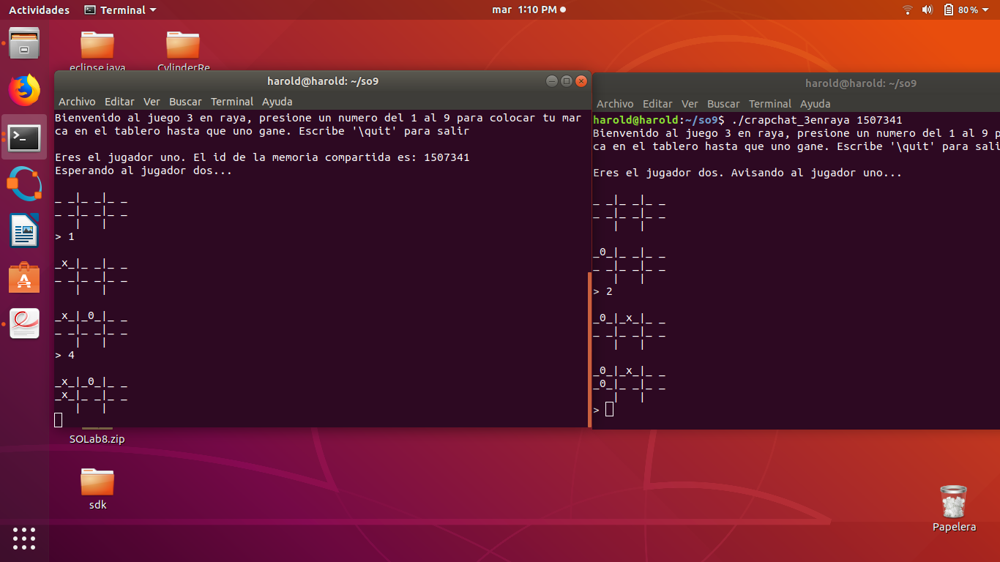 Actividades
Terminal
mar 1:10 PM
80 %
eclipse java
CylinderRe
harold@harold: ~/so9
Archivo Editar Ver Buscar Terminal Ayuda
Bienvenido al juego 3 en raya, presione un numero del 1 al 9 para colocar tu mar
ca en el tablero hasta que uno gane. Escribe '\quit' para salir
Eres el jugador uno. El id de la memoria compartida es: 1507341
Esperando al jugador dos...
_ _|_ _|_ _
_ _|_ _|_ _
   |   |
> 1
_x_|_ _|_ _
_ _|_ _|_ _
   |   |
_x_|_0_|_ _
_ _|_ _|_ _
   |   |
> 4
_x_|_0_|_ _
_x_|_ _|_ _
   |   |
harold@harold: ~/so9
Archivo Editar Ver Buscar Terminal Ayuda
harold@harold:~/so9$ ./crapchat_3enraya 1507341
Bienvenido al juego 3 en raya, presione un numero del 1 al 9 p
ca en el tablero hasta que uno gane. Escribe '\quit' para sali
Eres el jugador dos. Avisando al jugador uno...
_ _|_ _|_ _
_ _|_ _|_ _
   |   |
_0_|_ _|_ _
_ _|_ _|_ _
   |   |
> 2
_0_|_x_|_ _
_ _|_ _|_ _
   |   |
_0_|_x_|_ _
_0_|_ _|_ _
   |   |
>
SOLab8.zip
sdk
Papelera